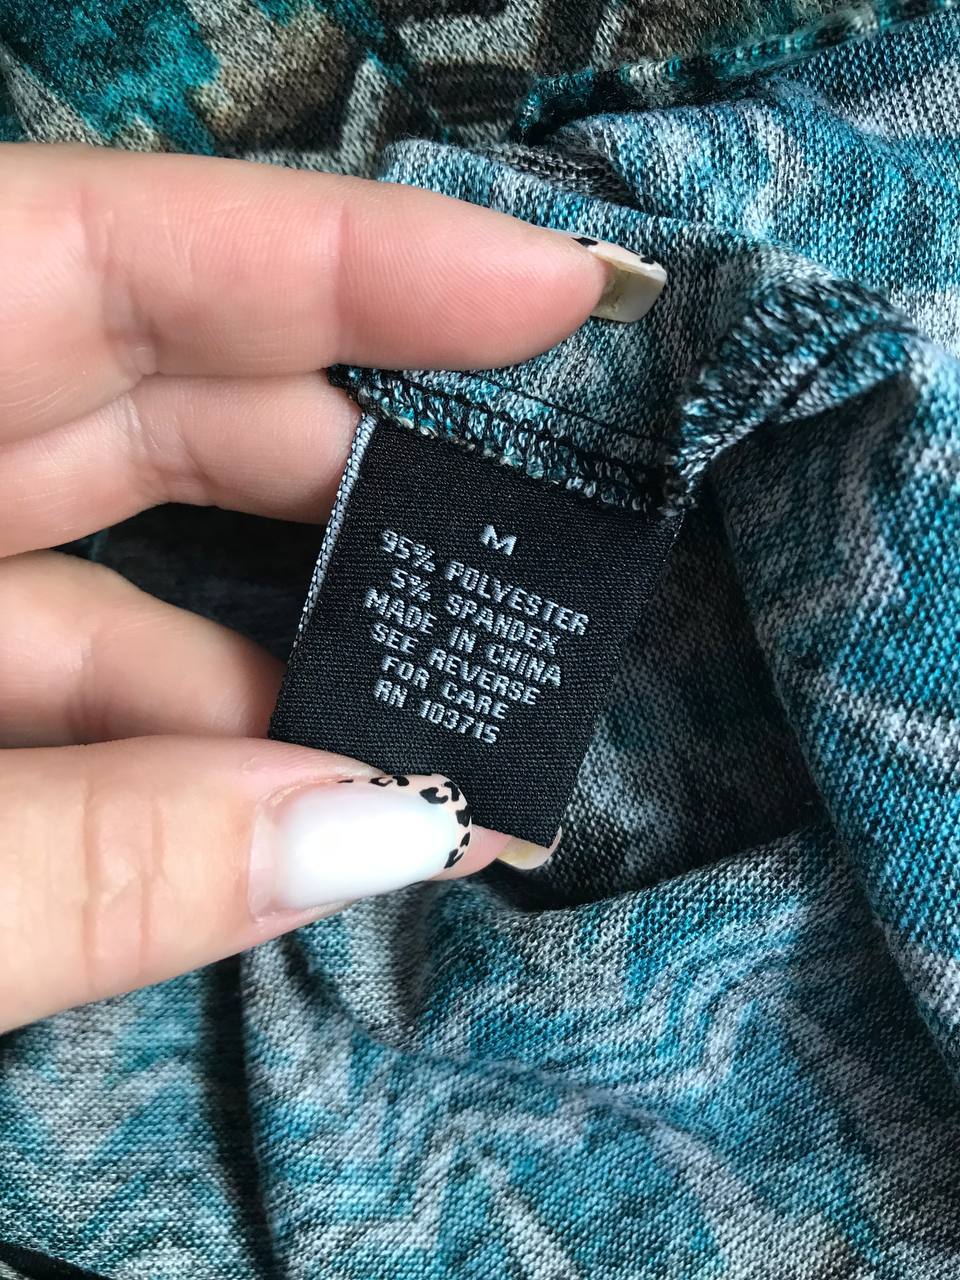 M
95% POLYESTER
5% SPANDEX
MADE IN CHINA
SEE REVERSE
FOR CARE
RN 103715